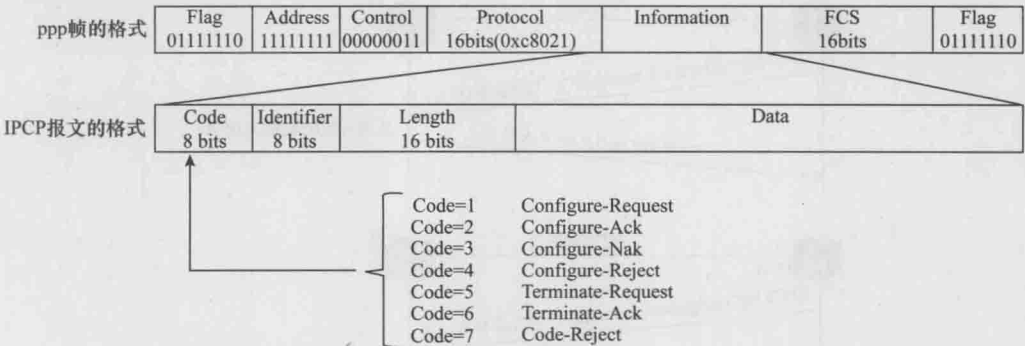 ppp帧的格式 Flag Address Control Protocol Information FCS Flag
01111110 11111111 00000011 16bits(0xc8021) 16bits 01111110
IPCP报文的格式 Code Identifier Length Data
8 bits 8 bits 16 bits
Code=1 Configure-Request
Code=2 Configure-Ack
Code=3 Configure-Nak
Code=4 Configure-Reject
Code=5 Terminate-Request
Code=6 Terminate-Ack
Code=7 Code-Reject